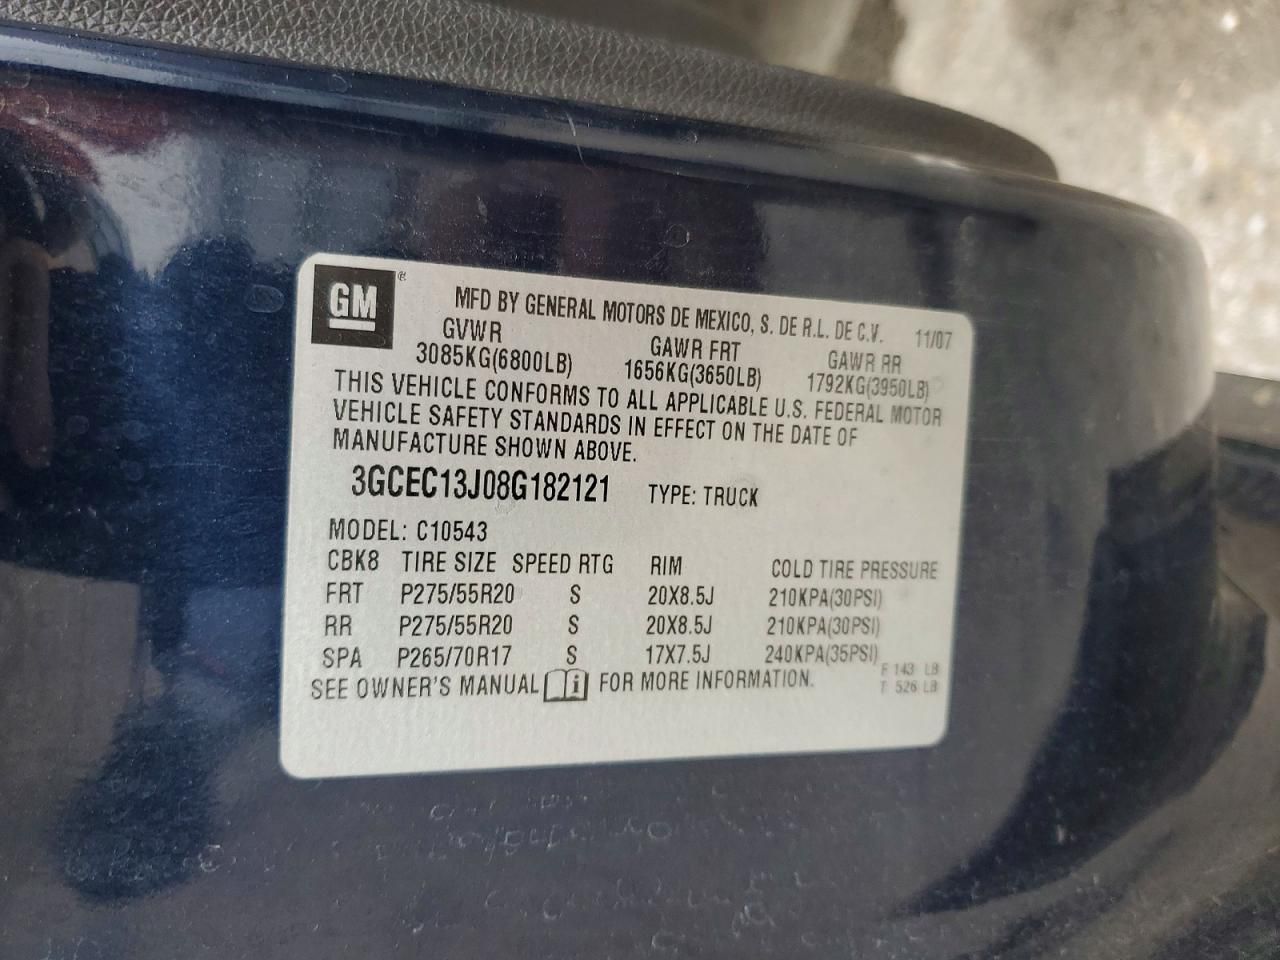 GM ®
MFD BY GENERAL MOTORS DE MEXICO, S. DE R.L. DE C.V. 11/07
GVWR GAWR FRT GAWR RR
3085KG(6800LB) 1656KG(3650LB) 1792KG(3950LB)
THIS VEHICLE CONFORMS TO ALL APPLICABLE U.S. FEDERAL MOTOR
VEHICLE SAFETY STANDARDS IN EFFECT ON THE DATE OF
MANUFACTURE SHOWN ABOVE.
3GCEC13J08G182121 TYPE: TRUCK
MODEL: C10543
CBK8 TIRE SIZE SPEED RTG RIM COLD TIRE PRESSURE
FRT P275/55R20 S 20X8.5J 210KPA(30PSI)
RR P275/55R20 S 20X8.5J 210KPA(30PSI)
SPA P265/70R17 S 17X7.5J 240KPA(35PSI)
F 143 LB
SEE OWNER'S MANUAL i FOR MORE INFORMATION. T 526 LB